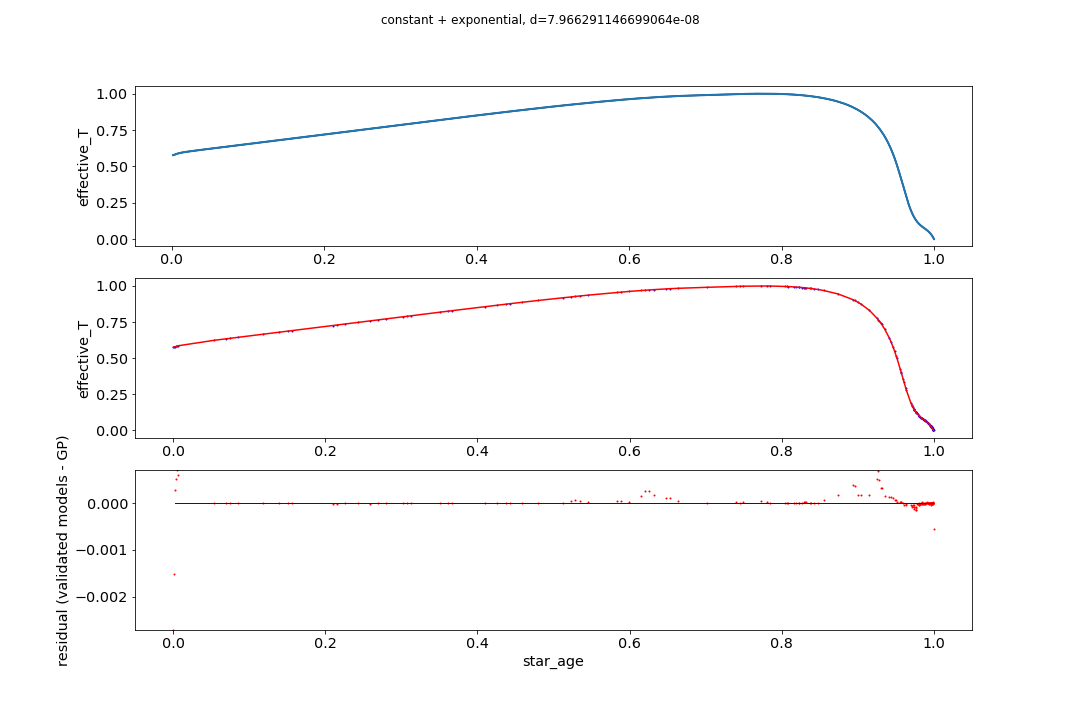 constant + exponential, d=7.966291146699064e-08
effective_T
1.00
0.75
0.50
0.25
0.00
0.0 0.2 0.4 0.6 0.8 1.0
effective_T
1.00
0.75
0.50
0.25
0.00
0.0 0.2 0.4 0.6 0.8 1.0
residual (validated models - GP)
0.000
−0.001
−0.002
0.0 0.2 0.4 0.6 0.8 1.0
star_age